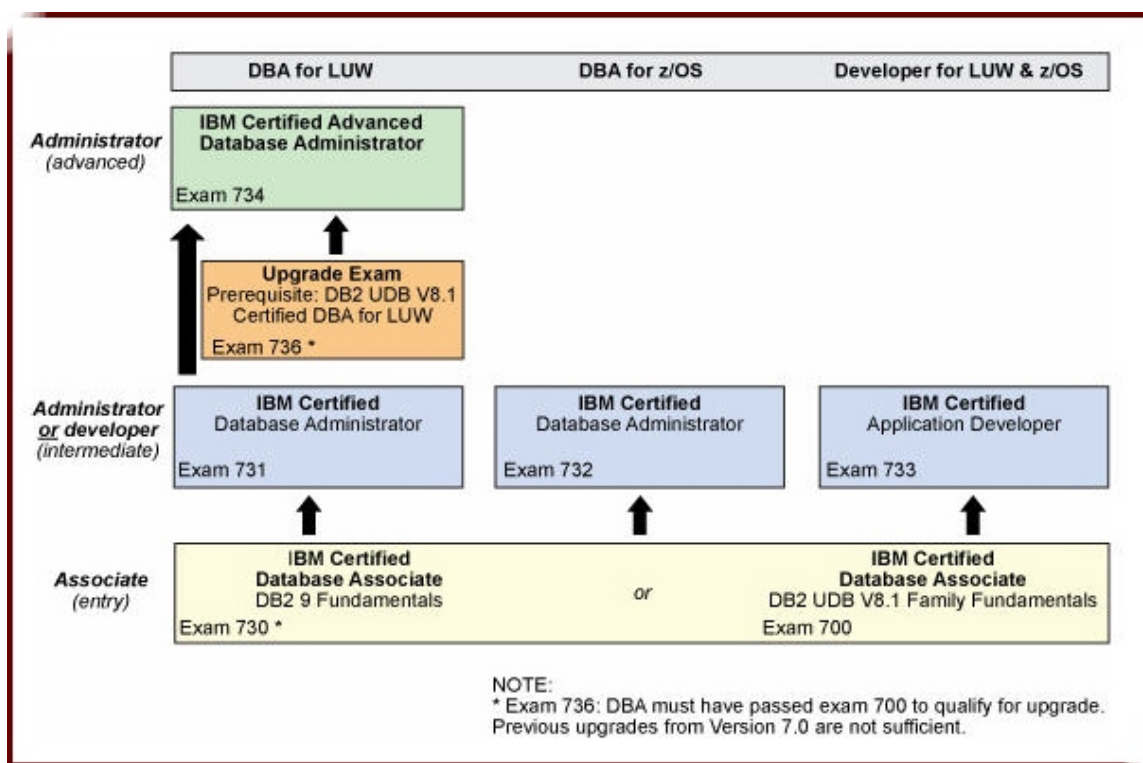 DBA for LUW
DBA for z/OS
Developer for LUW & z/OS
Administrator
(advanced)
IBM Certified Advanced
Database Administrator
Exam 734
Upgrade Exam
Prerequisite: DB2 UDB V8.1
Certified DBA for LUW
Exam 736 *
Administrator
or developer
(intermediate)
IBM Certified
Database Administrator
Exam 731
IBM Certified
Database Administrator
Exam 732
IBM Certified
Application Developer
Exam 733
Associate
(entry)
IBM Certified
Database Associate
DB2 9 Fundamentals
Exam 730 *
or
IBM Certified
Database Associate
DB2 UDB V8.1 Family Fundamentals
Exam 700
NOTE:
* Exam 736: DBA must have passed exam 700 to qualify for upgrade.
Previous upgrades from Version 7.0 are not sufficient.